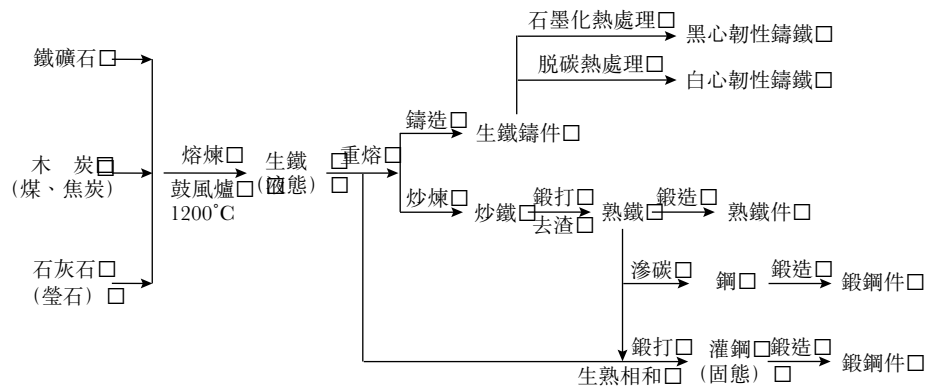 石墨化熱處理
黑心韌性鑄鐵
鐵礦石
脱碳熱處理
白心韌性鑄鐵
鑄造
生鐵鑄件
木 炭
(煤、焦炭)
熔煉
鼓風爐
1200°C
生鐵
(液態)
重熔
炒煉
炒鐵
鍛打
去渣
熟鐵
鍛造
熟鐵件
石灰石
(瑩石)
滲碳
鋼
鍛造
鍛鋼件
鍛打
生熟相和
灌鋼
(固態)
鍛造
鍛鋼件